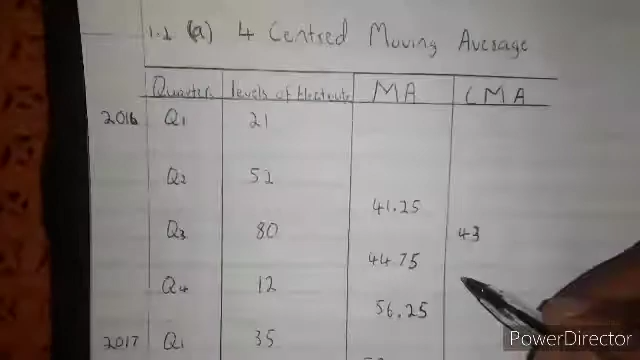 1.2 (a) 4 Centred Moving Average
Quarters levels of MA CMA
2016 Q1 21
Q2 52
41.25
Q3 80 43
44.75
Q4 12
56.25
2017 Q1 35
PowerDirector